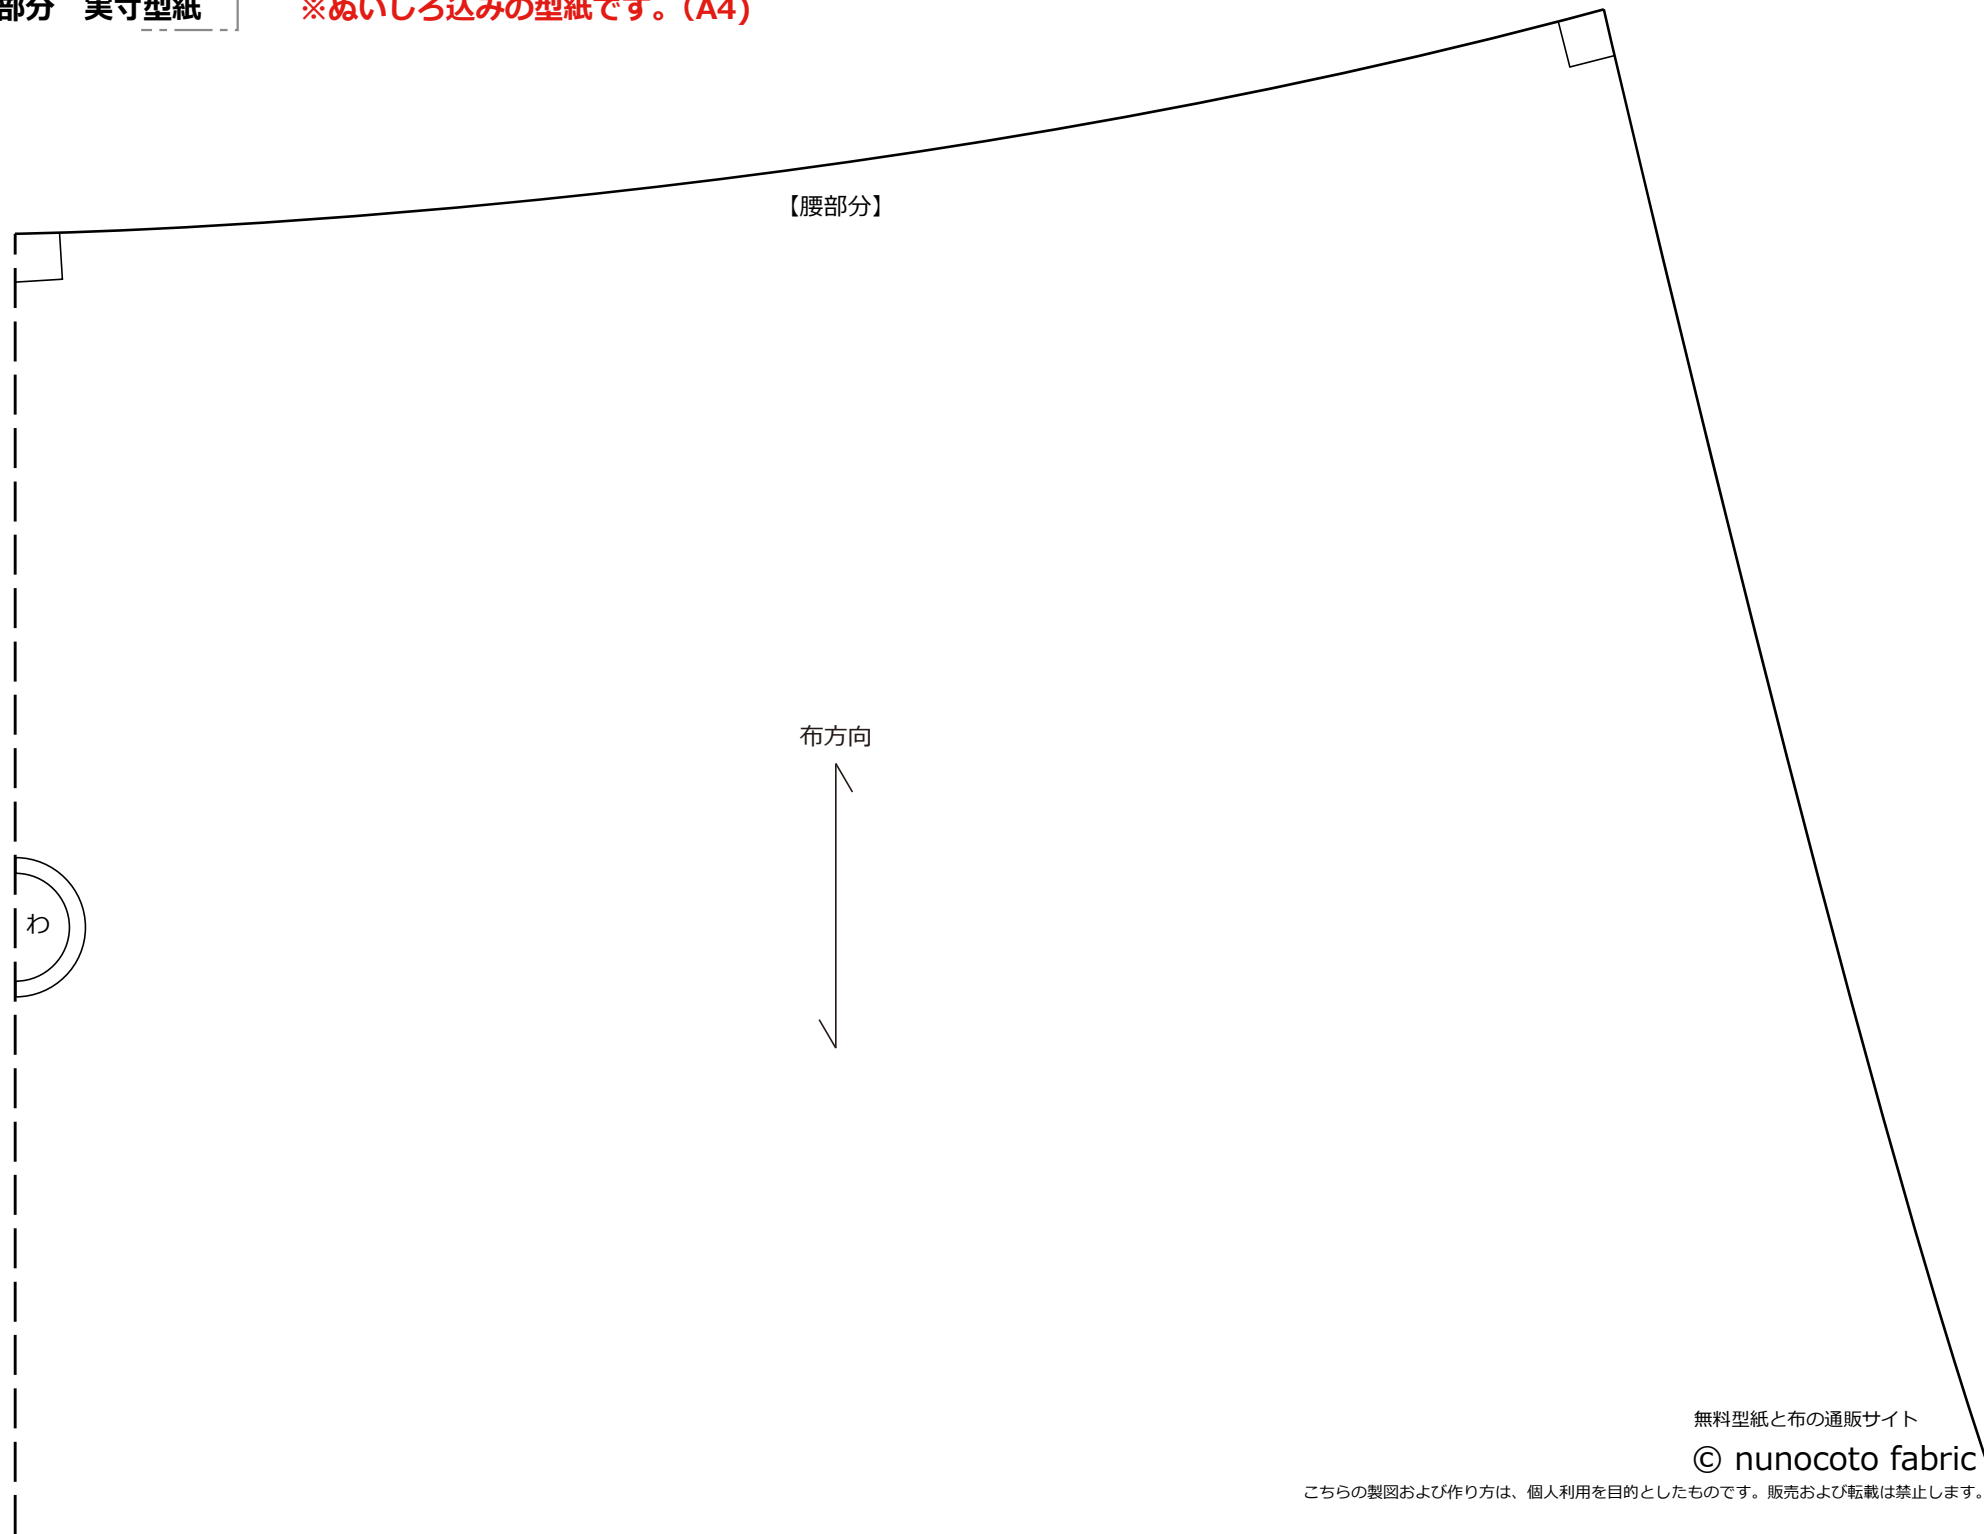 部分　実寸型紙
※ぬいしろ込みの型紙です。（A4）
【腰部分】
布方向
わ
無料型紙と布の通販サイト
© nunocoto fabric
こちらの製図および作り方は、個人利用を目的としたものです。販売および転載は禁止します。